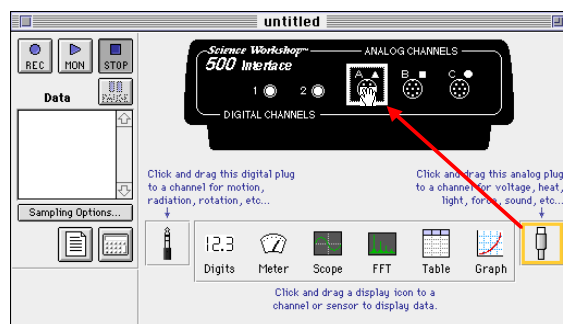 untitled
REC MON STOP
PAUSE
Data
Sampling Options...
Science Workshop™
500 Interface
ANALOG CHANNELS
A B C
1 2
DIGITAL CHANNELS
Click and drag this digital plug
to a channel for motion,
radiation, rotation, etc...
Click and drag this analog plug
to a channel for voltage, heat,
light, force, sound, etc...
12.3
Digits Meter Scope FFT Table Graph
Click and drag a display icon to a
channel or sensor to display data.